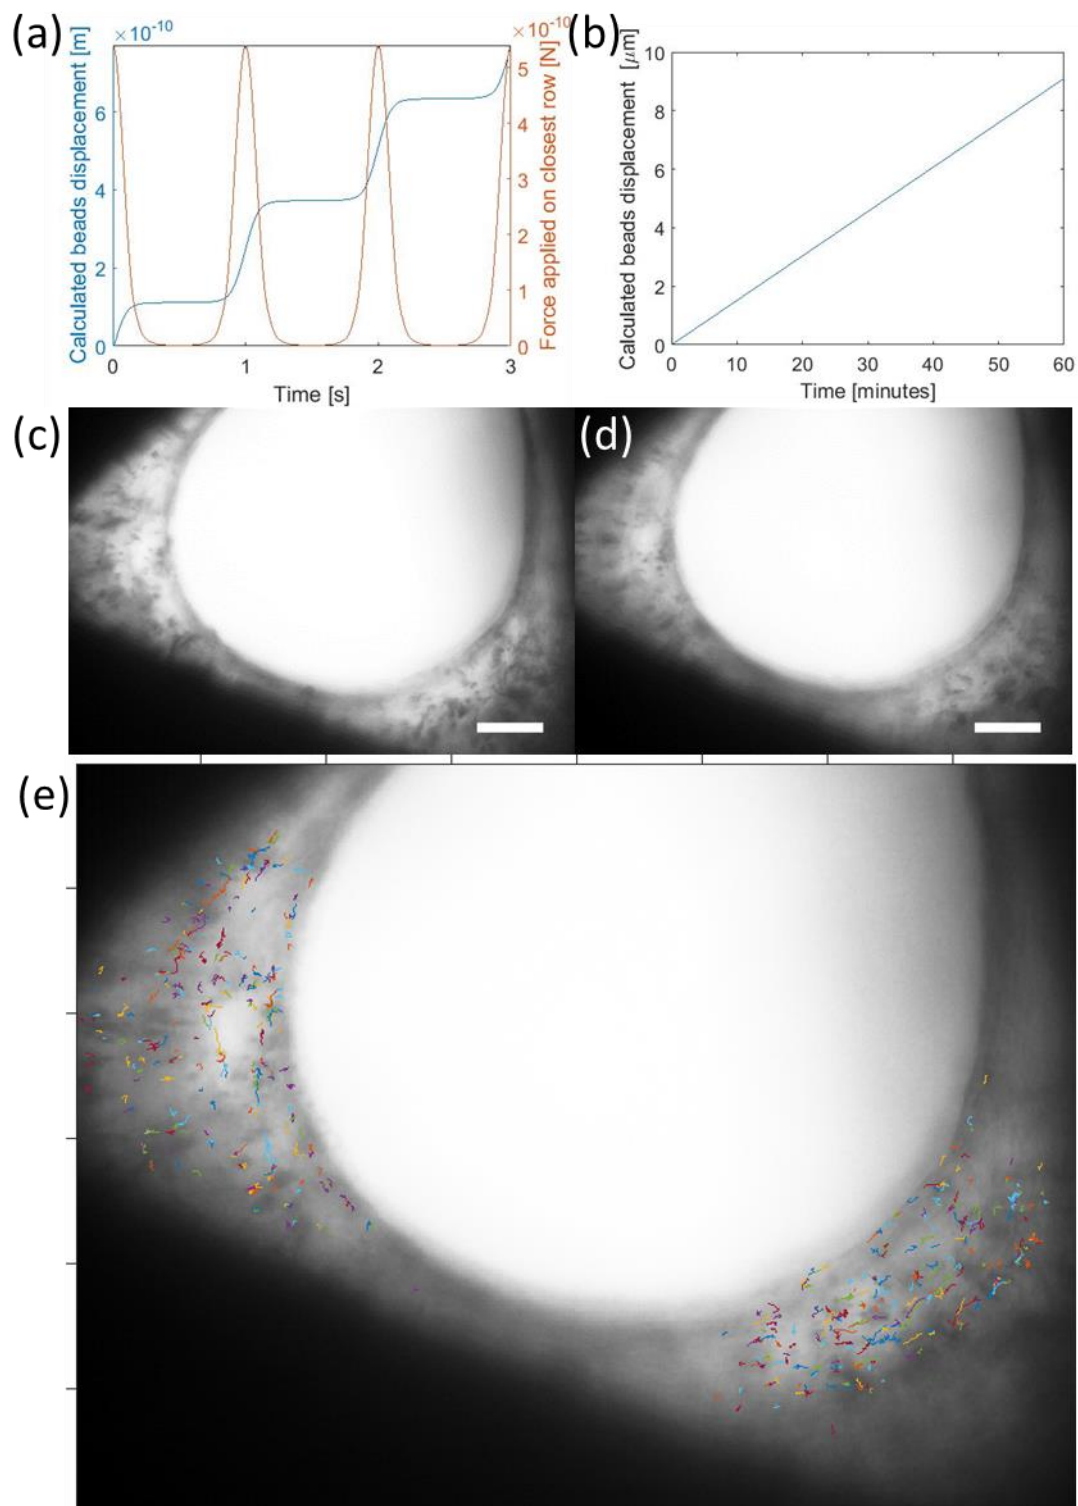 (a)
×10⁻¹⁰
×10⁻¹⁰
Calculated beads displacement [m]
6
4
2
0
Force applied on closest row [N]
5
4
3
2
1
0
0 1 2 3
Time [s]
(b)
Calculated beads displacement [μm]
10
8
6
4
2
0
0 10 20 30 40 50 60
Time [minutes]
(c)
(d)
(e)